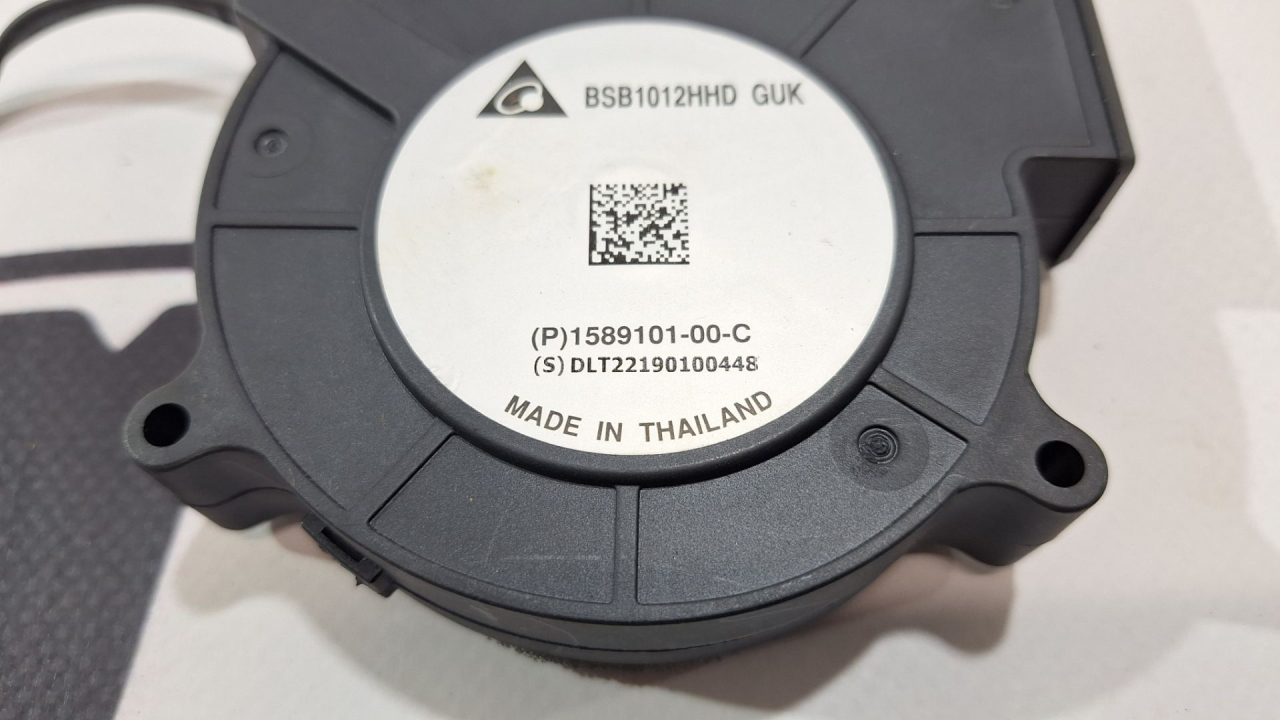 BSB1012HHD GUK
(P)1589101-00-C
(S) DLT22190100448
MADE IN THAILAND